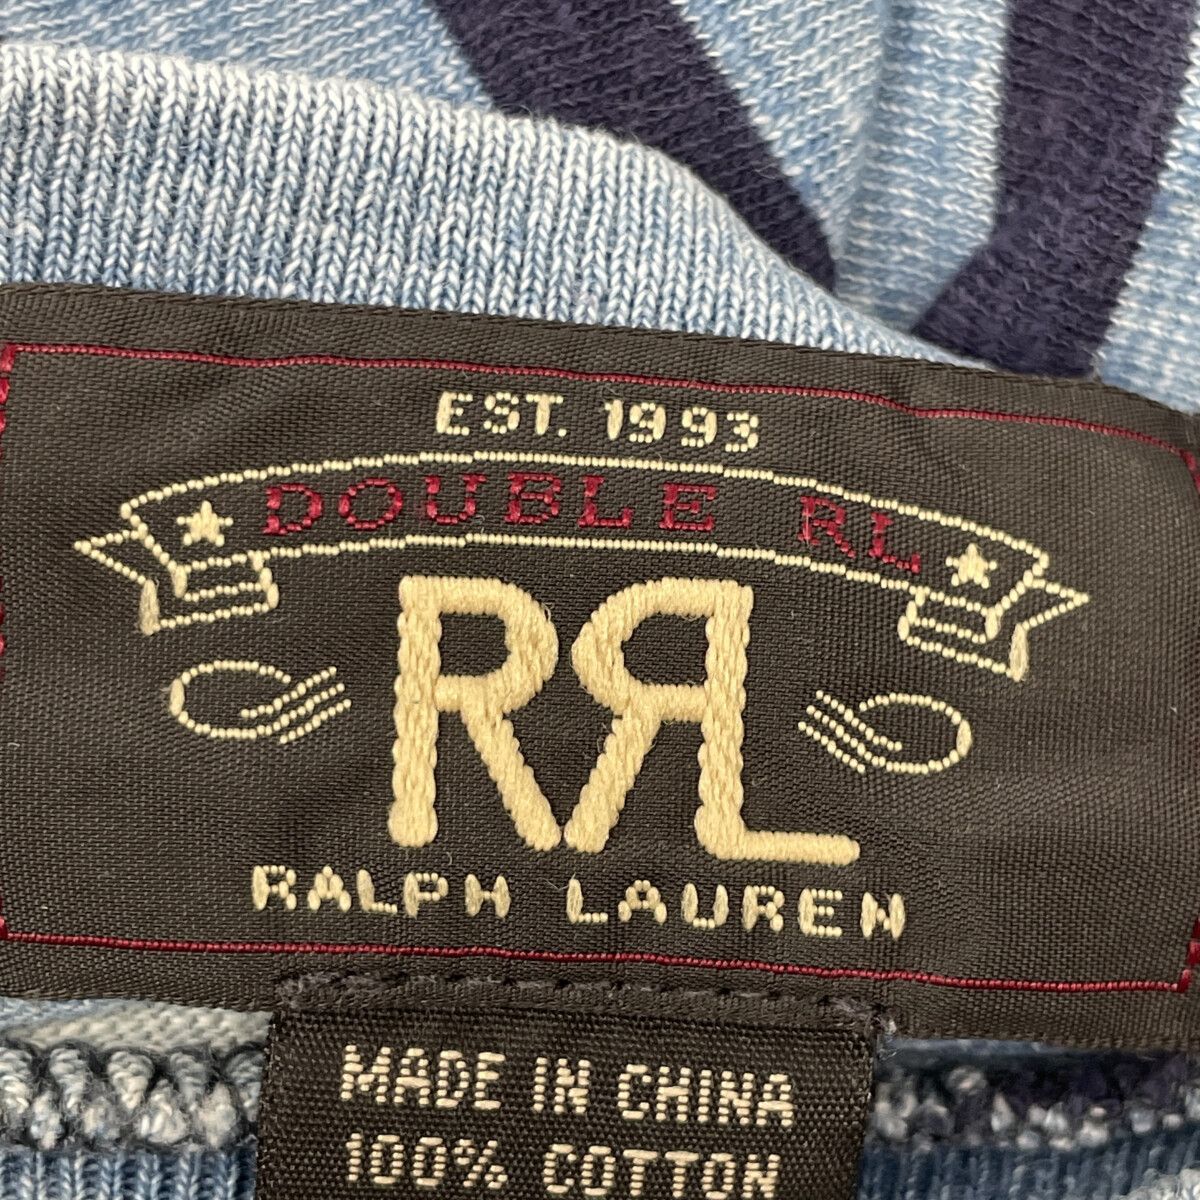 EST. 1993
DOUBLE RL
RRL
RALPH LAUREN
MADE IN CHINA
100% COTTON